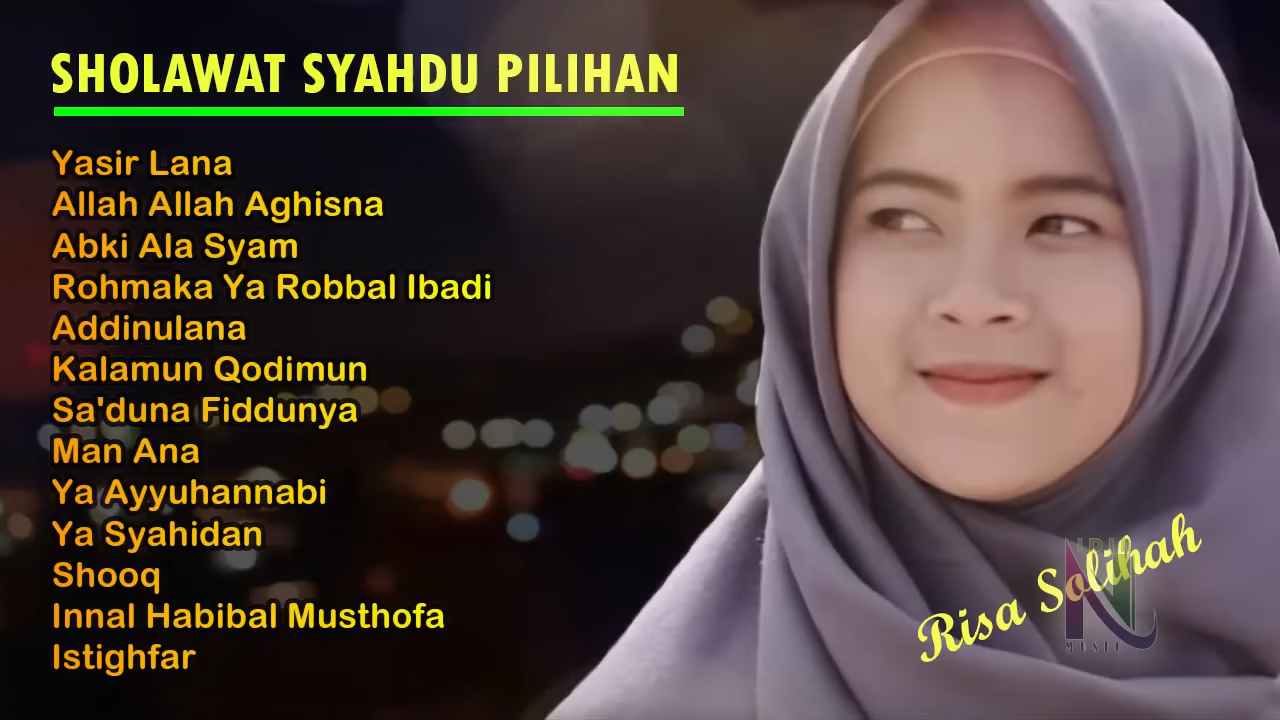 SHOLAWAT SYAHDU PILIHAN
Yasir Lana
Allah Allah Aghisna
Abki Ala Syam
Rohmaka Ya Robbal Ibadi
Addinulana
Kalamun Qodimun
Sa'duna Fiddunya
Man Ana
Ya Ayyuhannabi
Ya Syahidan
Shooq
Innal Habibal Musthofa
Istighfar
Risa Solihah
MUSIC